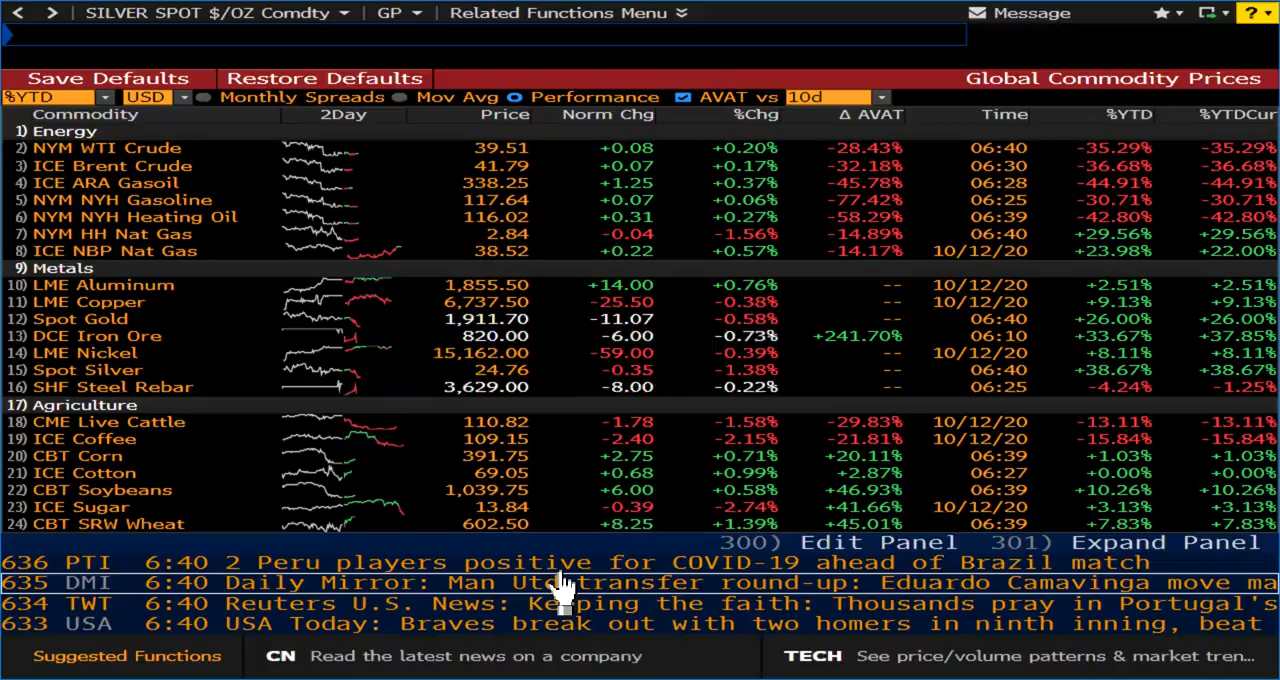 SILVER SPOT $/OZ Comdty GP Related Functions Menu Message ?
Save Defaults Restore Defaults Global Commodity Prices
%YTD USD Monthly Spreads Mov Avg Performance AVAT vs 10d
Commodity 2Day Price Norm Chg %Chg Δ AVAT Time %YTD %YTDCur
1) Energy
2) NYM WTI Crude 39.51 +0.08 +0.20% -28.43% 06:40 -35.29% -35.29%
3) ICE Brent Crude 41.79 +0.07 +0.17% -32.18% 06:30 -36.68% -36.68%
4) ICE ARA Gasoil 338.25 +1.25 +0.37% -45.78% 06:28 -44.91% -44.91%
5) NYM NYH Gasoline 117.64 +0.07 +0.06% -77.42% 06:25 -30.71% -30.71%
6) NYM NYH Heating Oil 116.02 +0.31 +0.27% -58.29% 06:39 -42.80% -42.80%
7) NYM HH Nat Gas 2.84 -0.04 -1.56% -14.89% 06:40 +29.56% +29.56%
8) ICE NBP Nat Gas 38.52 +0.22 +0.57% -14.17% 10/12/20 +23.98% +22.00%
9) Metals
10) LME Aluminum 1,855.50 +14.00 +0.76% -- 10/12/20 +2.51% +2.51%
11) LME Copper 6,737.50 -25.50 -0.38% -- 10/12/20 +9.13% +9.13%
12) Spot Gold 1,911.70 -11.07 -0.58% -- 06:40 +26.00% +26.00%
13) DCE Iron Ore 820.00 -6.00 -0.73% +241.70% 06:10 +33.67% +37.85%
14) LME Nickel 15,162.00 -59.00 -0.39% -- 10/12/20 +8.11% +8.11%
15) Spot Silver 24.76 -0.35 -1.38% -- 06:40 +38.67% +38.67%
16) SHF Steel Rebar 3,629.00 -8.00 -0.22% -- 06:25 -4.24% -1.25%
17) Agriculture
18) CME Live Cattle 110.82 -1.78 -1.58% -29.83% 10/12/20 -13.11% -13.11%
19) ICE Coffee 109.15 -2.40 -2.15% -21.81% 10/12/20 -15.84% -15.84%
20) CBT Corn 391.75 +2.75 +0.71% +20.11% 06:39 +1.03% +1.03%
21) ICE Cotton 69.05 +0.68 +0.99% +2.87% 06:27 +0.00% +0.00%
22) CBT Soybeans 1,039.75 +6.00 +0.58% +46.93% 06:39 +10.26% +10.26%
23) ICE Sugar 13.84 -0.39 -2.74% +41.66% 10/12/20 +3.13% +3.13%
24) CBT SRW Wheat 602.50 +8.25 +1.39% +45.01% 06:39 +7.83% +7.83%
300) Edit Panel 301) Expand Panel
636 PTI 6:40 2 Peru players positive for COVID-19 ahead of Brazil match
635 DMI 6:40 Daily Mirror: Man Utd transfer round-up: Eduardo Camavinga move ma
634 TWT 6:40 Reuters U.S. News: Keeping the faith: Thousands pray in Portugal's
633 USA 6:40 USA Today: Braves break out with two homers in ninth inning, beat
Suggested Functions CN Read the latest news on a company TECH See price/volume patterns & market tren...